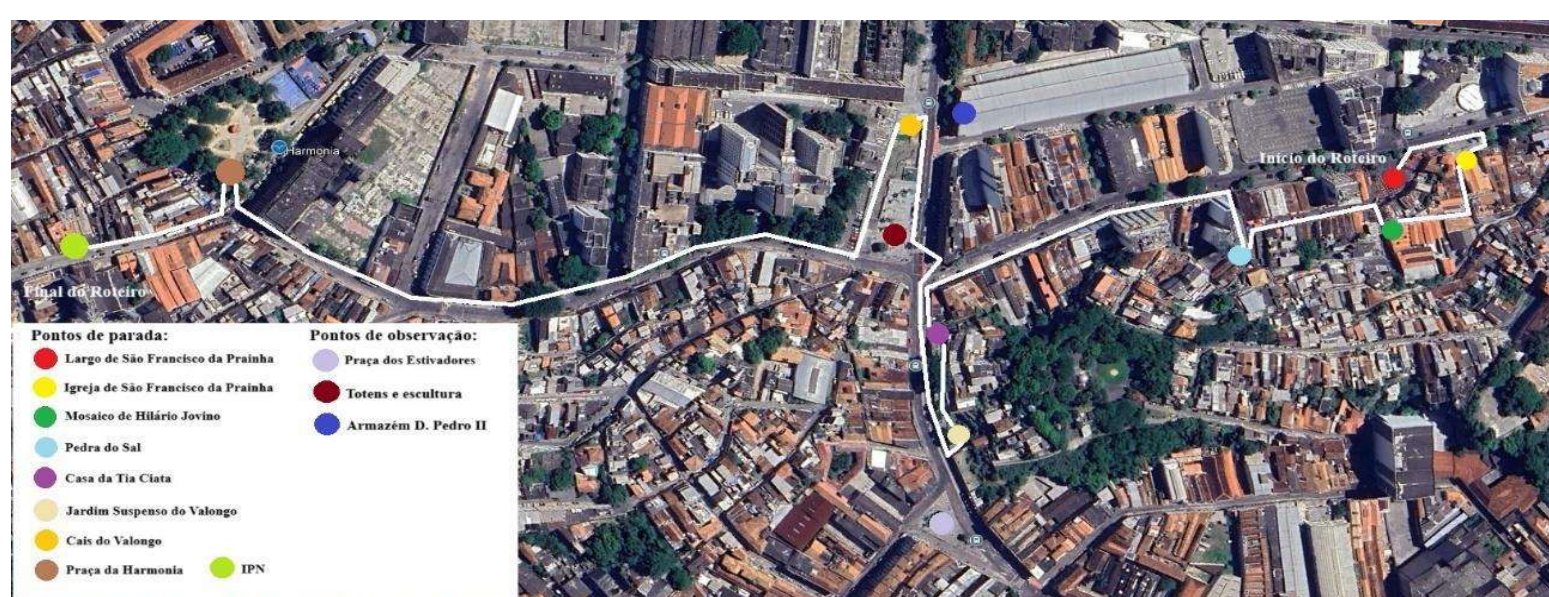 Harmonia
Início do Roteiro
Final do Roteiro
Pontos de parada:
Largo de São Francisco da Prainha
Igreja de São Francisco da Prainha
Mosaico de Hilário Jovino
Pedra do Sal
Casa da Tia Ciata
Jardim Suspenso do Valongo
Cais do Valongo
Praça da Harmonia
IPN
Pontos de observação:
Praça dos Estivadores
Totens e escultura
Armazém D. Pedro II